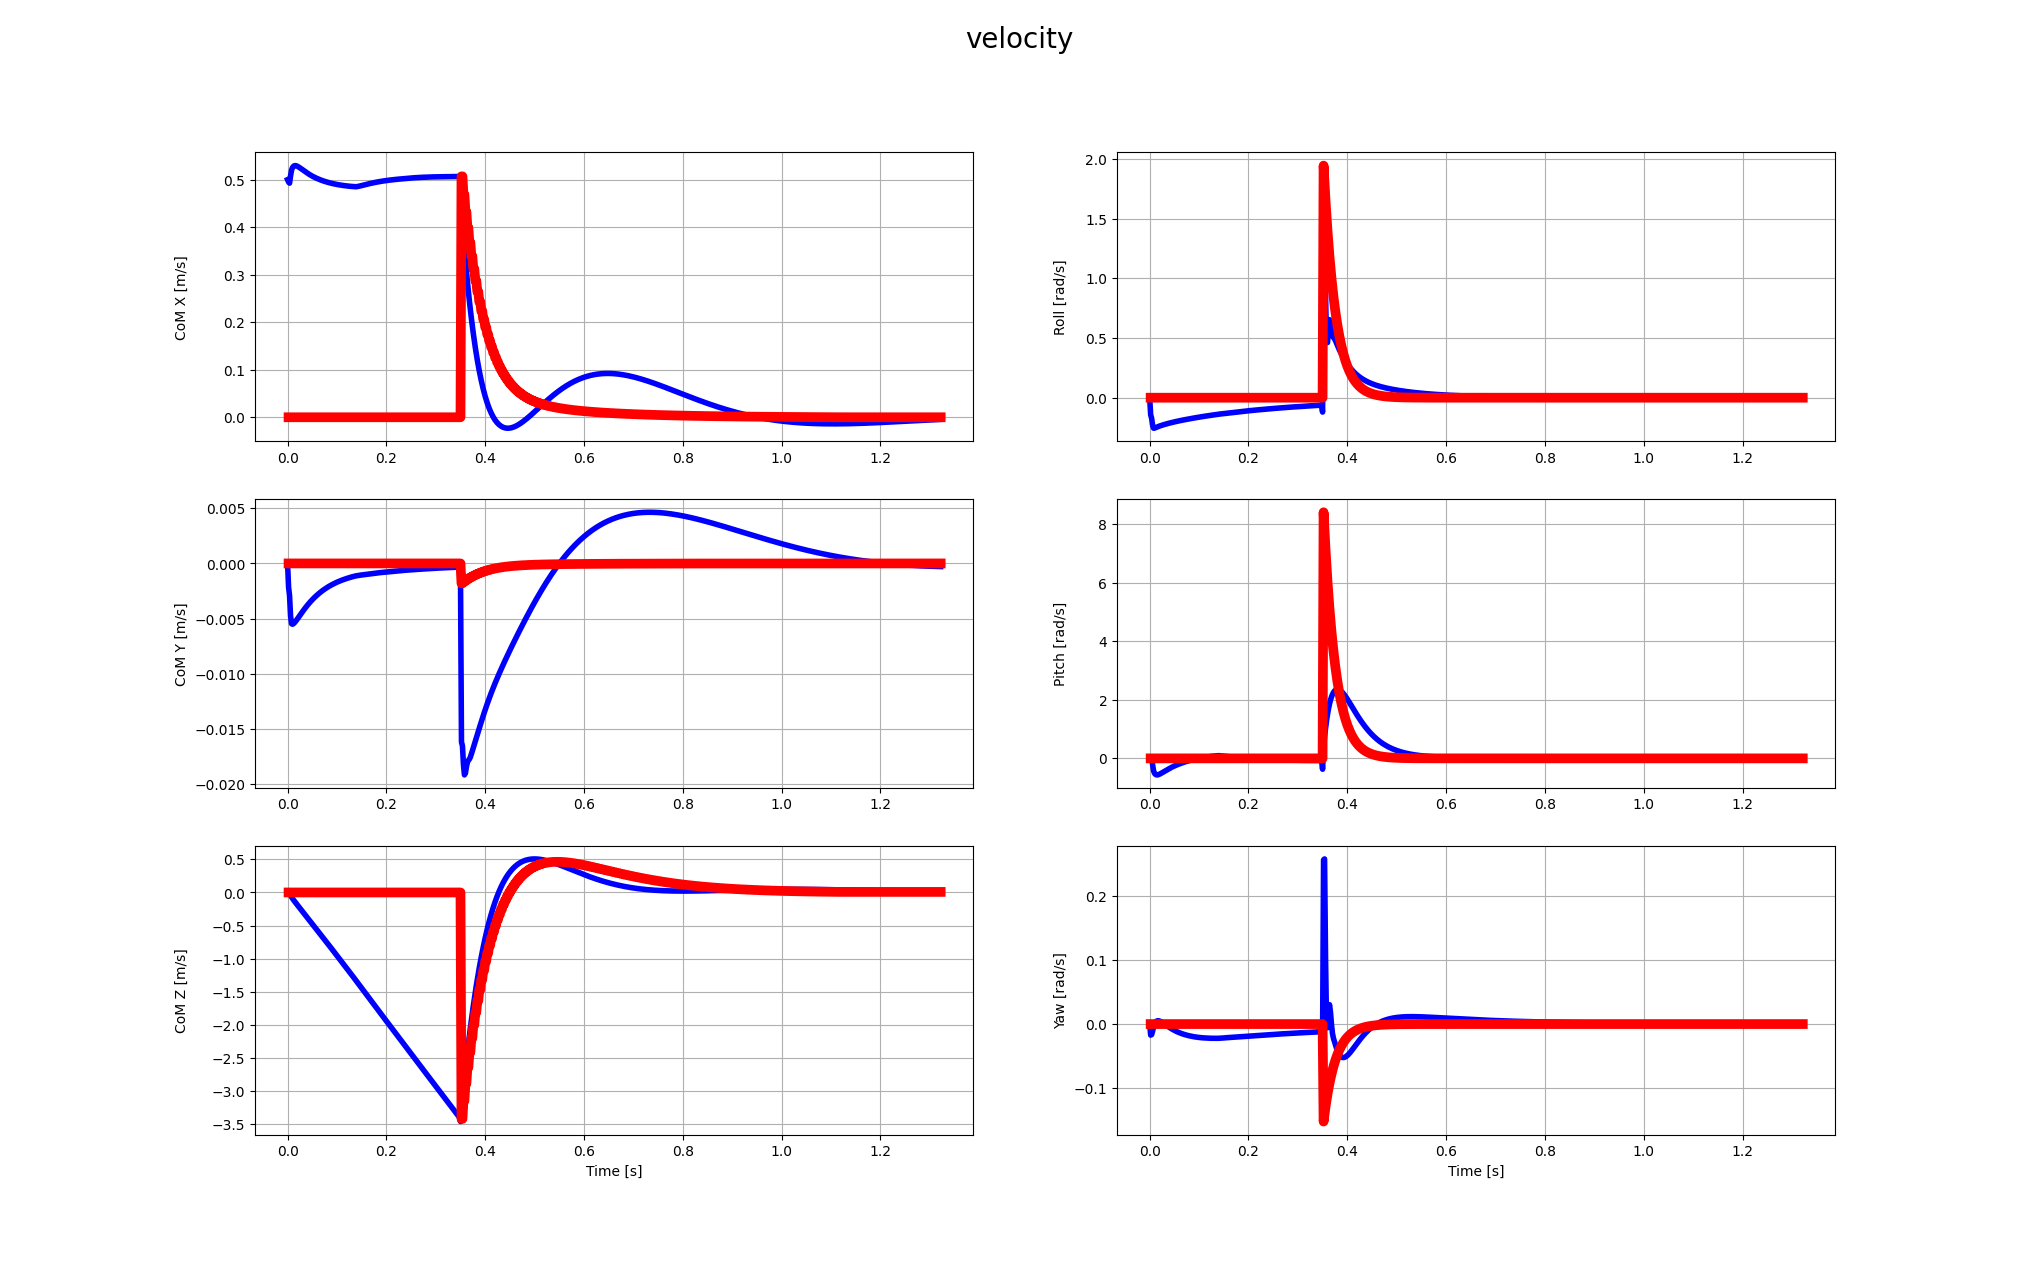 velocity
CoM X [m/s]
0.5
0.4
0.3
0.2
0.1
0.0
0.0 0.2 0.4 0.6 0.8 1.0 1.2
Roll [rad/s]
2.0
1.5
1.0
0.5
0.0
0.0 0.2 0.4 0.6 0.8 1.0 1.2
CoM Y [m/s]
0.005
0.000
−0.005
−0.010
−0.015
−0.020
0.0 0.2 0.4 0.6 0.8 1.0 1.2
Pitch [rad/s]
8
6
4
2
0
0.0 0.2 0.4 0.6 0.8 1.0 1.2
CoM Z [m/s]
0.5
0.0
−0.5
−1.0
−1.5
−2.0
−2.5
−3.0
−3.5
0.0 0.2 0.4 0.6 0.8 1.0 1.2
Time [s]
Yaw [rad/s]
0.2
0.1
0.0
−0.1
0.0 0.2 0.4 0.6 0.8 1.0 1.2
Time [s]